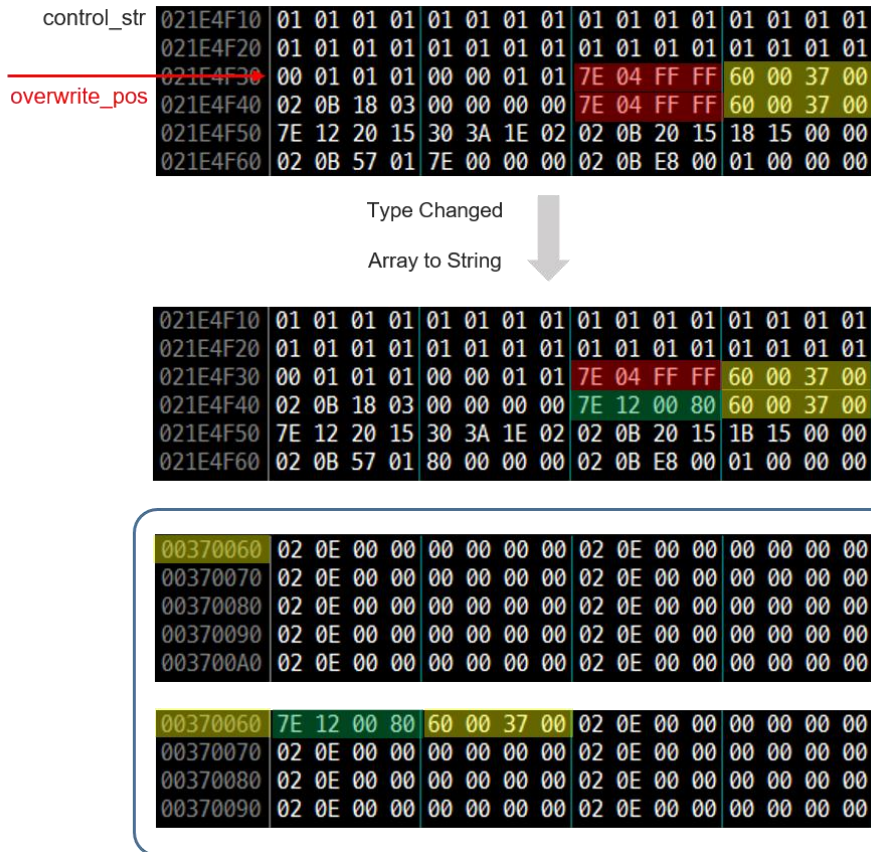 control_str 021E4F10 01 01 01 01 01 01 01 01 01 01 01 01 01 01 01 01
021E4F20 01 01 01 01 01 01 01 01 01 01 01 01 01 01 01 01
021E4F30 00 01 01 01 00 00 01 01 7E 04 FF FF 60 00 37 00
overwrite_pos 021E4F40 02 0B 18 03 00 00 00 00 7E 04 FF FF 60 00 37 00
021E4F50 7E 12 20 15 30 3A 1E 02 02 0B 20 15 18 15 00 00
021E4F60 02 0B 57 01 7E 00 00 00 02 0B E8 00 01 00 00 00
Type Changed
Array to String
021E4F10 01 01 01 01 01 01 01 01 01 01 01 01 01 01 01 01
021E4F20 01 01 01 01 01 01 01 01 01 01 01 01 01 01 01 01
021E4F30 00 01 01 01 00 00 01 01 7E 04 FF FF 60 00 37 00
021E4F40 02 0B 18 03 00 00 00 00 7E 12 00 80 60 00 37 00
021E4F50 7E 12 20 15 30 3A 1E 02 02 0B 20 15 1B 15 00 00
021E4F60 02 0B 57 01 80 00 00 00 02 0B E8 00 01 00 00 00
00370060 02 0E 00 00 00 00 00 00 02 0E 00 00 00 00 00 00
00370070 02 0E 00 00 00 00 00 00 02 0E 00 00 00 00 00 00
00370080 02 0E 00 00 00 00 00 00 02 0E 00 00 00 00 00 00
00370090 02 0E 00 00 00 00 00 00 02 0E 00 00 00 00 00 00
003700A0 02 0E 00 00 00 00 00 00 02 0E 00 00 00 00 00 00
00370060 7E 12 00 80 60 00 37 00 02 0E 00 00 00 00 00 00
00370070 02 0E 00 00 00 00 00 00 02 0E 00 00 00 00 00 00
00370080 02 0E 00 00 00 00 00 00 02 0E 00 00 00 00 00 00
00370090 02 0E 00 00 00 00 00 00 02 0E 00 00 00 00 00 00